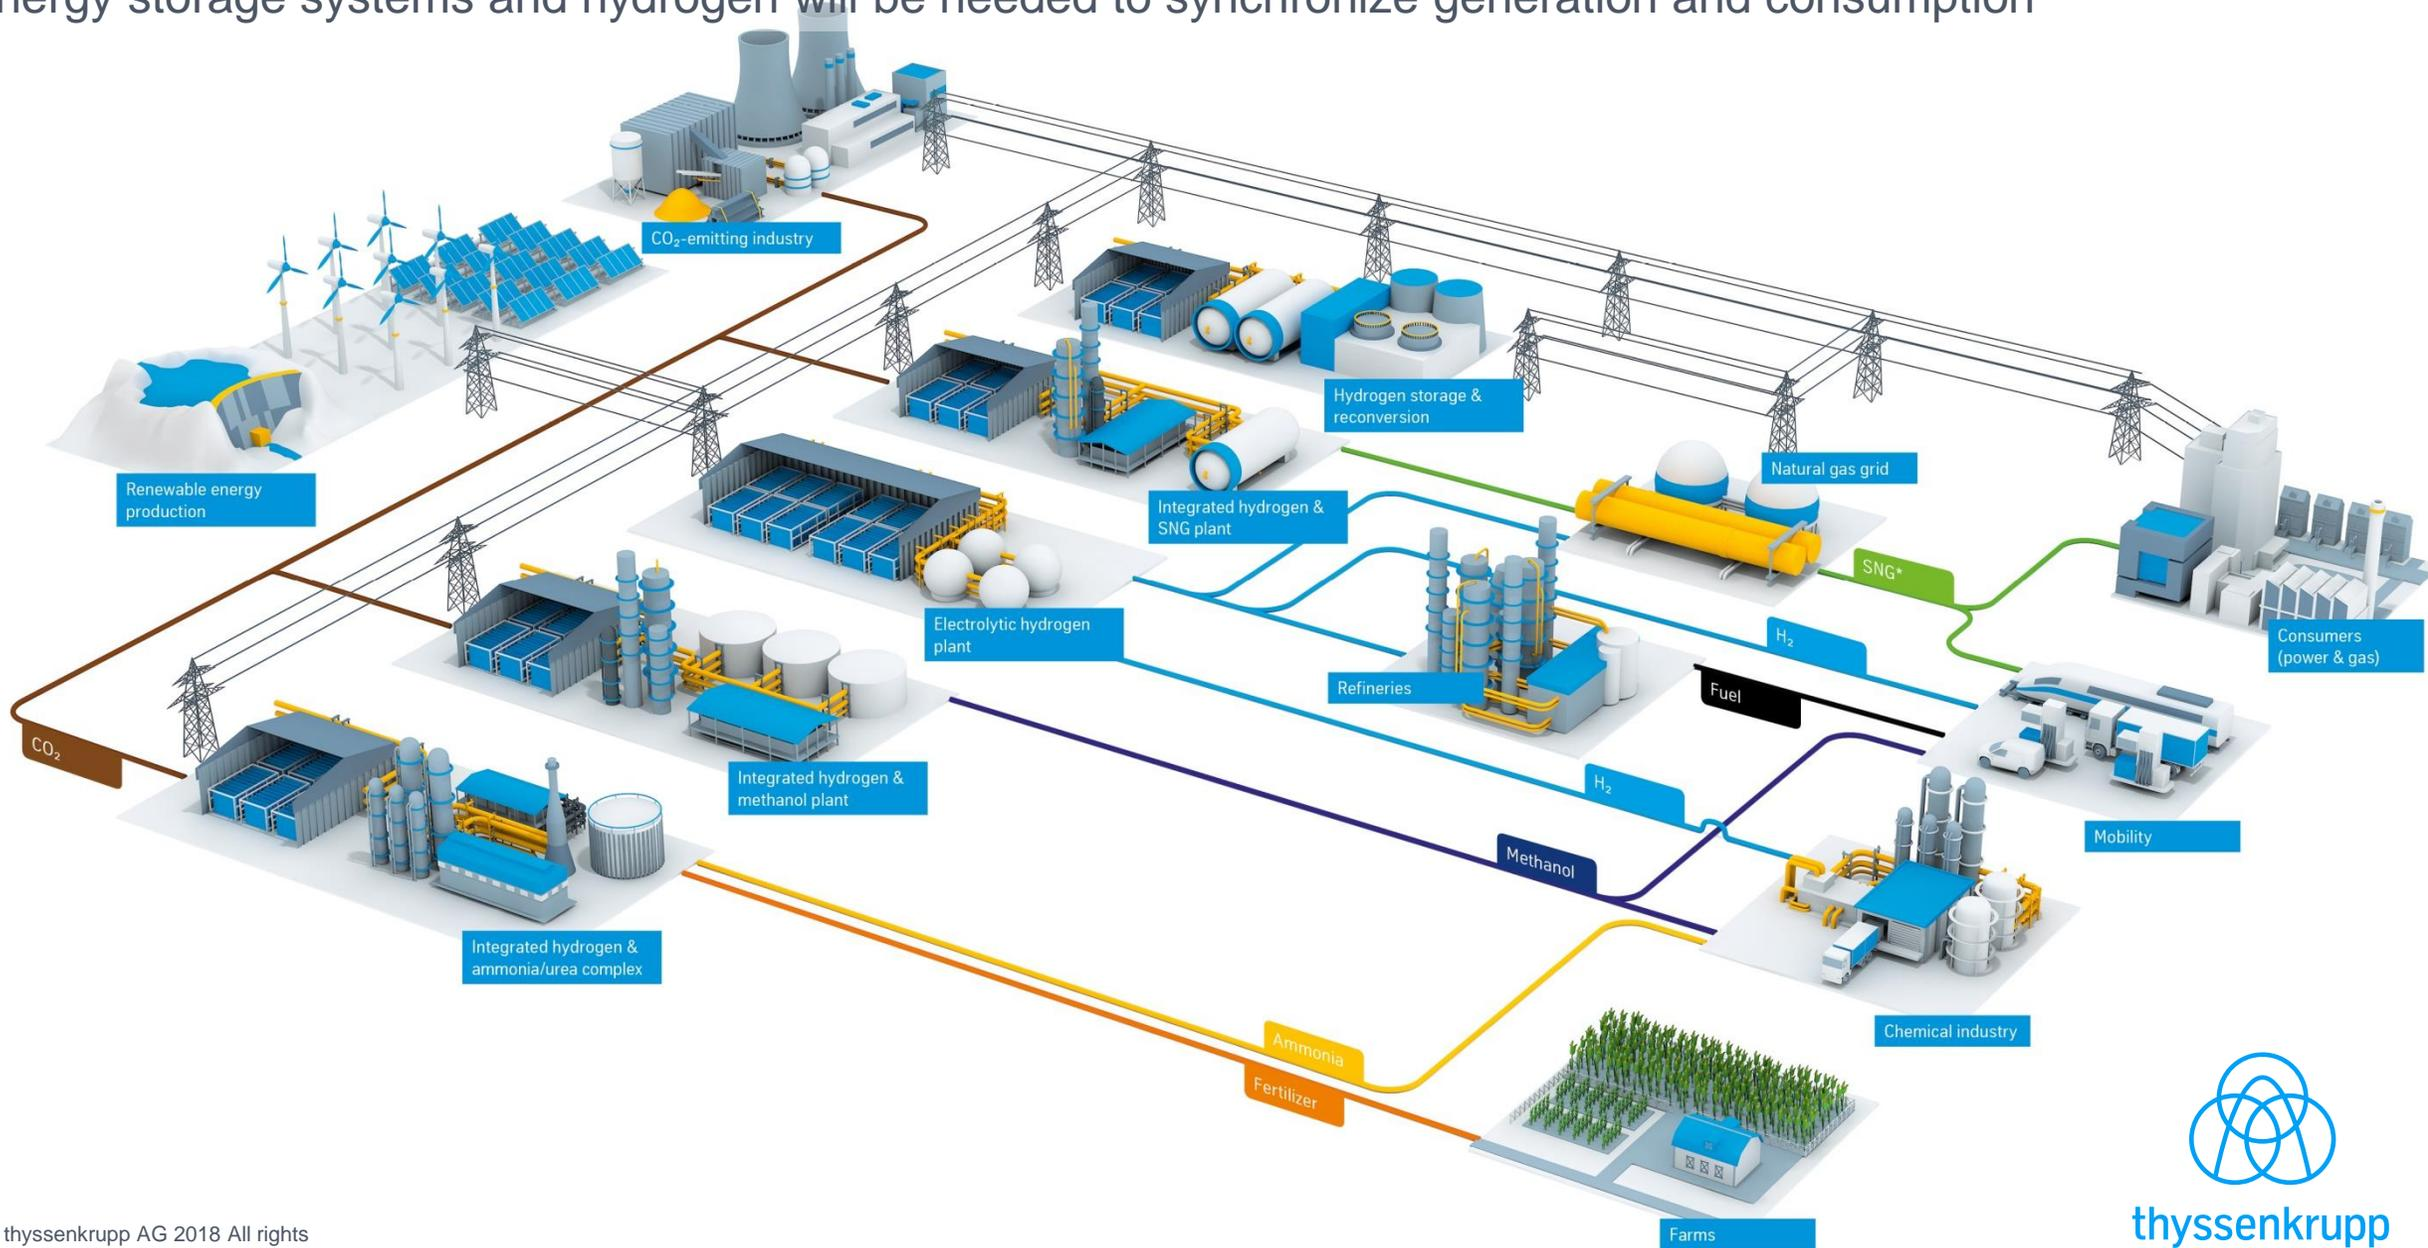 energy storage systems and hydrogen will be needed to synchronize generation and consumption
CO₂-emitting industry
Renewable energy
production
Hydrogen storage &
reconversion
Natural gas grid
Integrated hydrogen &
SNG plant
SNG*
Electrolytic hydrogen
plant
H₂
Consumers
(power & gas)
Refineries
Fuel
CO₂
Integrated hydrogen &
methanol plant
H₂
Mobility
Methanol
Integrated hydrogen &
ammonia/urea complex
Chemical industry
Ammonia
Fertilizer
Farms
thyssenkrupp AG 2018 All rights
thyssenkrupp